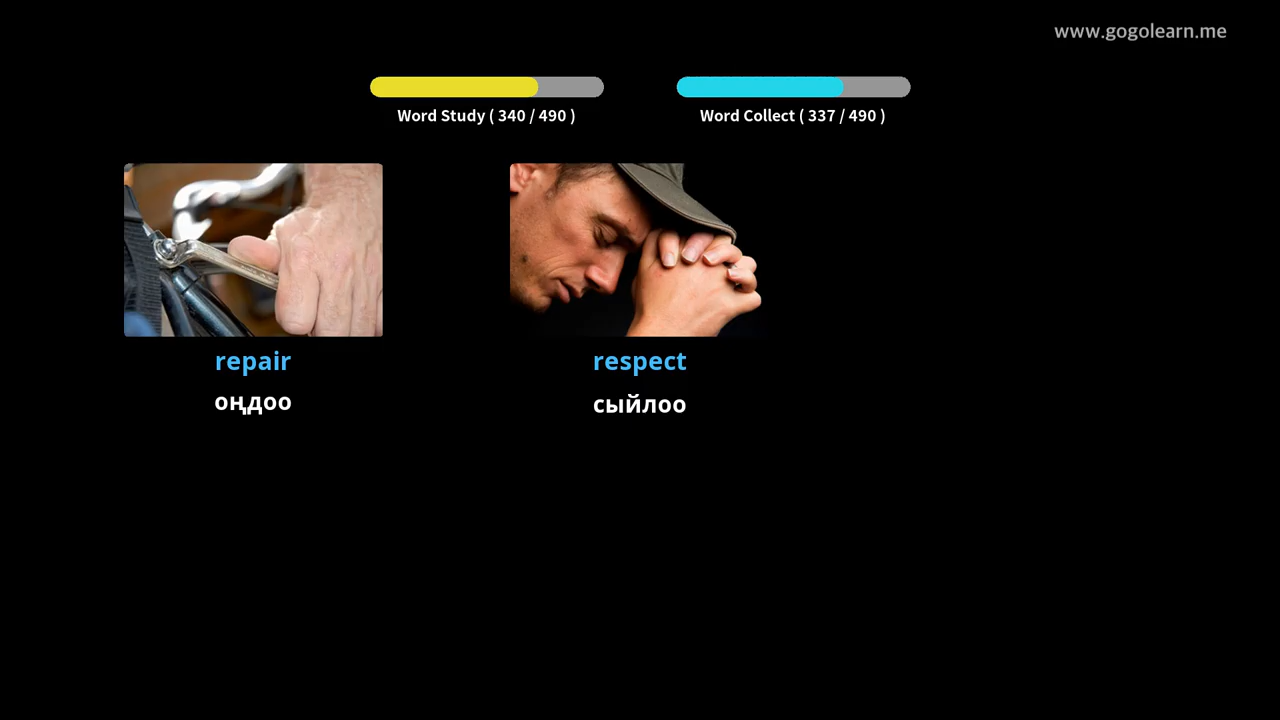 www.gogolearn.me
Word Study ( 340 / 490 )
Word Collect ( 337 / 490 )
repair
оңдоо
respect
сыйлоо